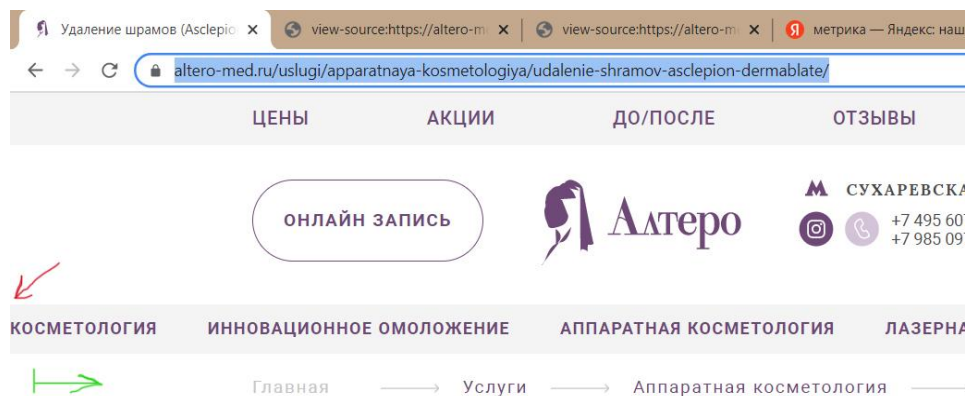 Удаление шрамов (Asclepio
view-source:https://altero-m
view-source:https://altero-m
метрика — Яндекс: наш
altero-med.ru/uslugi/apparatnaya-kosmetologiya/udalenie-shramov-asclepion-dermablate/
ЦЕНЫ АКЦИИ ДО/ПОСЛЕ ОТЗЫВЫ
ОНЛАЙН ЗАПИСЬ
Алтеро
СУХАРЕВСКА
+7 495 607
+7 985 097
КОСМЕТОЛОГИЯ ИННОВАЦИОННОЕ ОМОЛОЖЕНИЕ АППАРАТНАЯ КОСМЕТОЛОГИЯ ЛАЗЕРНА
Главная Услуги Аппаратная косметология